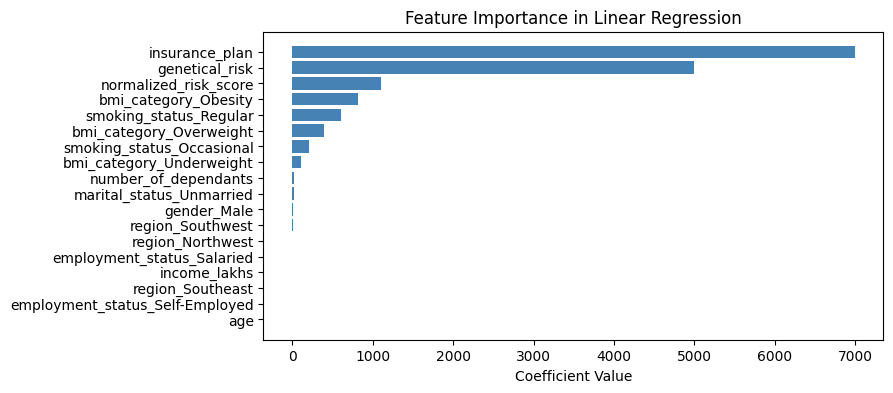 Feature Importance in Linear Regression
insurance_plan
genetical_risk
normalized_risk_score
bmi_category_Obesity
smoking_status_Regular
bmi_category_Overweight
smoking_status_Occasional
bmi_category_Underweight
number_of_dependants
marital_status_Unmarried
gender_Male
region_Southwest
region_Northwest
employment_status_Salaried
income_lakhs
region_Southeast
employment_status_Self-Employed
age
0 1000 2000 3000 4000 5000 6000 7000
Coefficient Value